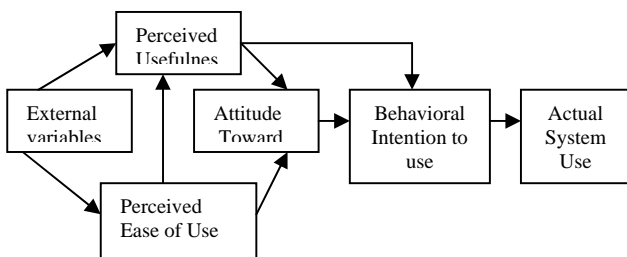 Perceived
Usefulnes
External
variables
Attitude
Toward
Behavioral
Intention to
use
Actual
System
Use
Perceived
Ease of Use